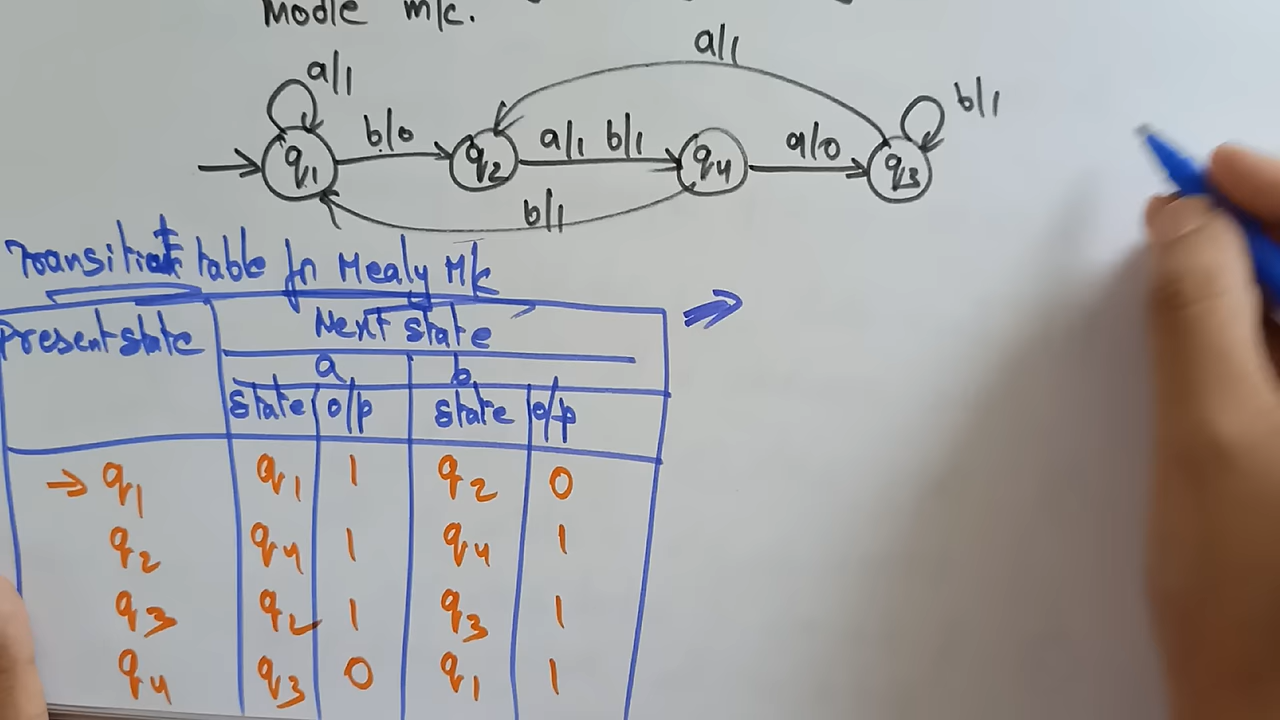 Modle m/c.
a/1
a/1
b/1
b/0
a/1 b/1
a/0
q1
q2
q4
q3
b/1
Transition table for Mealy M/c
Present state
Next state
a
b
state
o/p
state
o/p
→ q1 q1 1 q2 0
q2 q4 1 q4 1
q3 q2 1 q3 1
q4 q3 0 q1 1